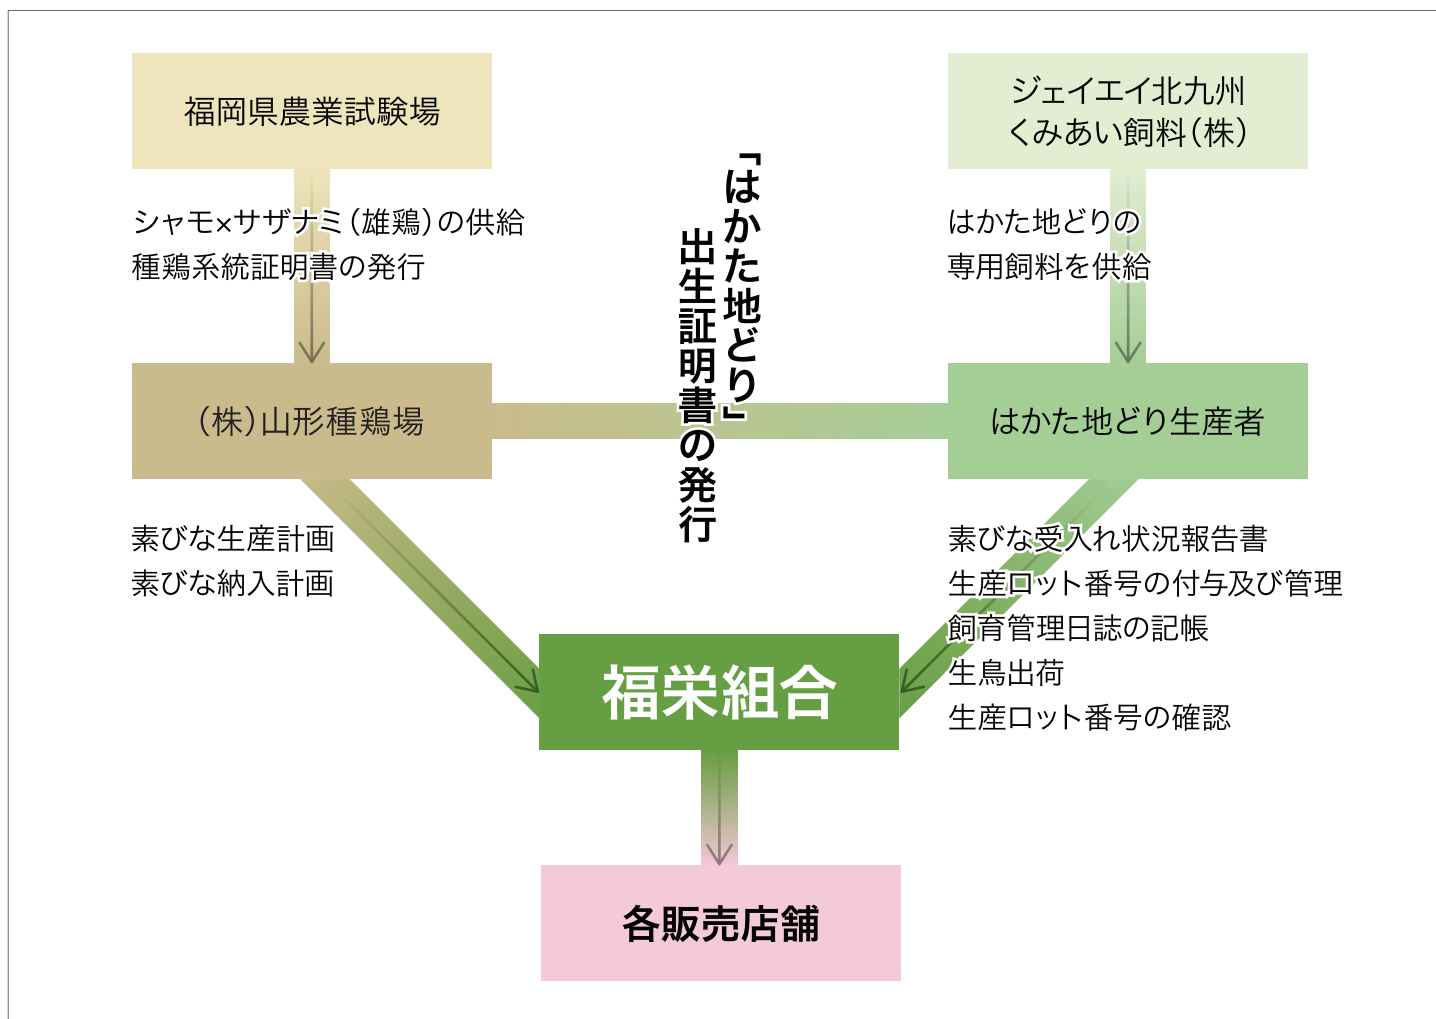 福岡県農業試験場
ジェイエイ北九州
くみあい飼料（株）
シャモ×サザナミ（雄鶏）の供給
種鶏系統証明書の発行
はかた地どりの
専用飼料を供給
「はかた地どり」
出生証明書の発行
（株）山形種鶏場
はかた地どり生産者
素びな生産計画
素びな納入計画
素びな受入れ状況報告書
生産ロット番号の付与及び管理
飼育管理日誌の記帳
生鳥出荷
生産ロット番号の確認
福栄組合
各販売店舗